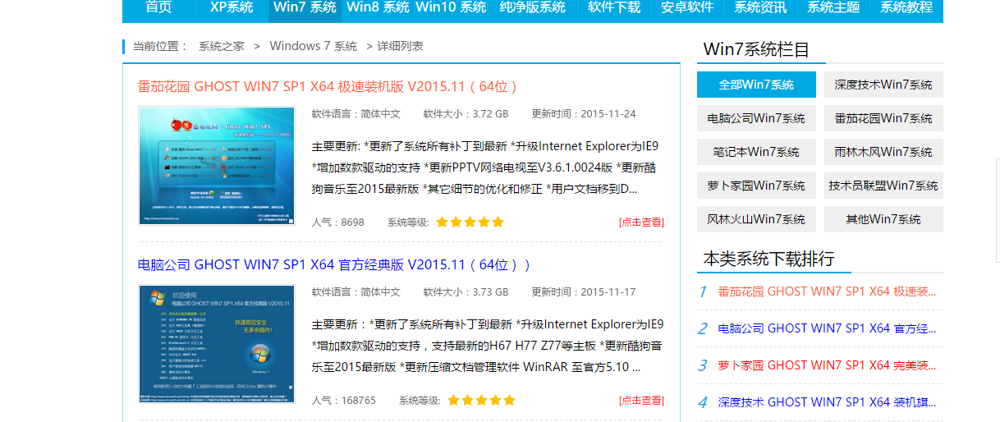 首页 XP系统 Win7 系统 Win8 系统 Win10 系统 纯净版系统 软件下载 安卓软件 系统资讯 系统主题 系统教程
当前位置： 系统之家 > Windows 7 系统 > 详细列表
番茄花园 GHOST WIN7 SP1 X64 极速装机版 V2015.11（64位）
软件语言：简体中文 软件大小：3.72 GB 更新时间：2015-11-24
主要更新: *更新了系统所有补丁到最新 *升级Internet Explorer为IE9
*增加数款驱动的支持 *更新PPTV网络电视至V3.6.1.0024版 *更新酷
狗音乐至2015最新版 *其它细节的优化和修正 *用户文档移到D...
人气：8698 系统等级: [点击查看]
番茄花园 - Ghost Win7 SP1
电脑公司 GHOST WIN7 SP1 X64 官方经典版 V2015.11（64位））
软件语言：简体中文 软件大小：3.73 GB 更新时间：2015-11-17
主要更新：*更新了系统所有补丁到最新 *升级Internet Explorer为IE9
*增加数款驱动的支持，支持最新的H67 H77 Z77等主板 *更新酷狗音
乐至2015最新版 *更新压缩文档管理软件 WinRAR 至官方5.10 ...
人气：168765 系统等级: [点击查看]
欢迎使用
电脑公司 GHOST WIN7 SP1 X64 官方经典版 V2015.11
快速稳定安全
无多余插件!
Windows 7
Win7系统栏目
全部Win7系统 深度技术Win7系统
电脑公司Win7系统 番茄花园Win7系统
笔记本Win7系统 雨林木风Win7系统
萝卜家园Win7系统 技术员联盟Win7系统
风林火山Win7系统 其他Win7系统
本类系统下载排行
1 番茄花园 GHOST WIN7 SP1 X64 极速装...
2 电脑公司 GHOST WIN7 SP1 X64 官方经...
3 萝卜家园 GHOST WIN7 SP1 X64 完美装...
4 深度技术 GHOST WIN7 SP1 X64 装机旗...